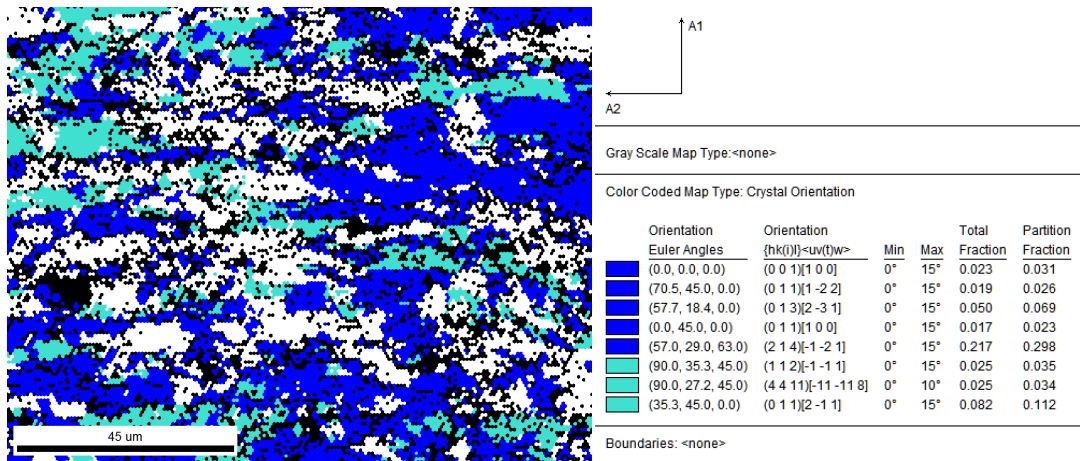 A1
A2
Gray Scale Map Type:<none>
Color Coded Map Type: Crystal Orientation
Orientation Orientation Total Partition
Euler Angles {hk(i)l}<uv(t)w> Min Max Fraction Fraction
(0.0, 0.0, 0.0) (0 0 1)[1 0 0] 0° 15° 0.023 0.031
(70.5, 45.0, 0.0) (0 1 1)[1 -2 2] 0° 15° 0.019 0.026
(57.7, 18.4, 0.0) (0 1 3)[2 -3 1] 0° 15° 0.050 0.069
(0.0, 45.0, 0.0) (0 1 1)[1 0 0] 0° 15° 0.017 0.023
(57.0, 29.0, 63.0) (2 1 4)[-1 -2 1] 0° 15° 0.217 0.298
(90.0, 35.3, 45.0) (1 1 2)[-1 -1 1] 0° 15° 0.025 0.035
(90.0, 27.2, 45.0) (4 4 11)[-11 -11 8] 0° 10° 0.025 0.034
(35.3, 45.0, 0.0) (0 1 1)[2 -1 1] 0° 15° 0.082 0.112
45 um
Boundaries: <none>